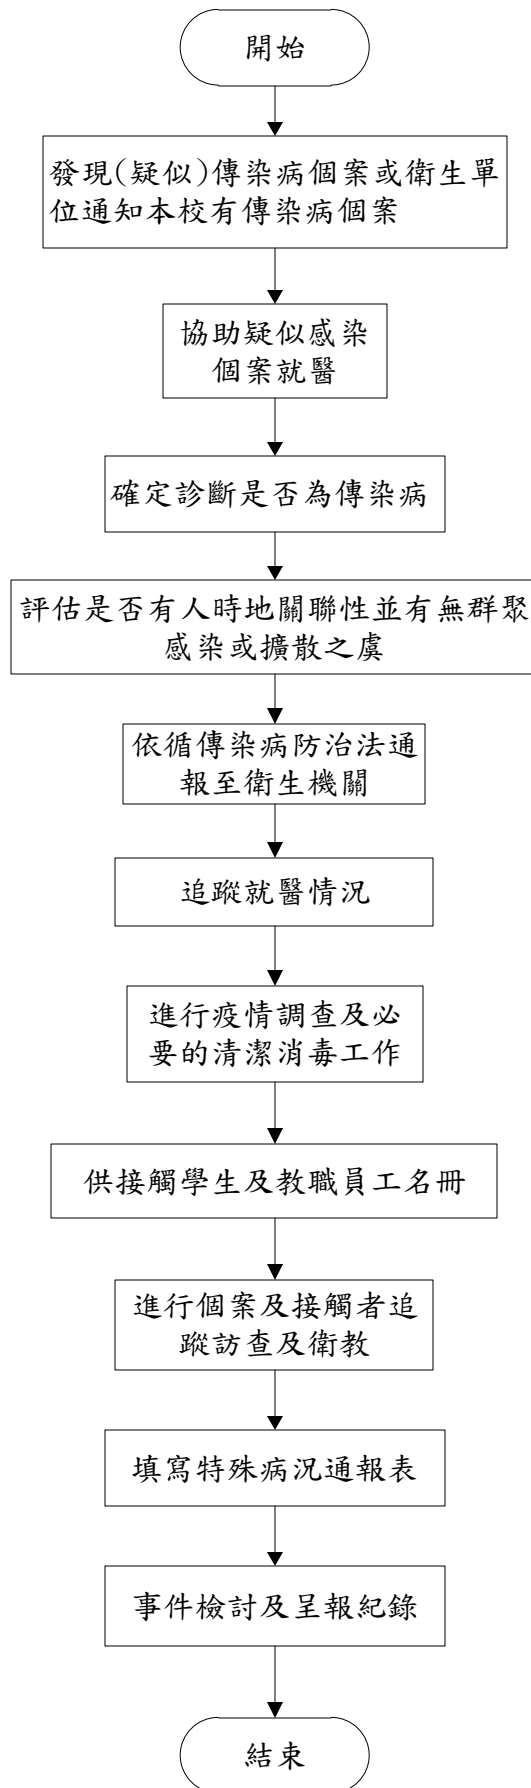 開始
發現(疑似)傳染病個案或衛生單
位通知本校有傳染病個案
協助疑似感染
個案就醫
確定診斷是否為傳染病
評估是否有人時地關聯性並有無群聚
感染或擴散之虞
依循傳染病防治法通
報至衛生機關
追蹤就醫情況
進行疫情調查及必
要的清潔消毒工作
供接觸學生及教職員工名冊
進行個案及接觸者追
蹤訪查及衛教
填寫特殊病況通報表
事件檢討及呈報紀錄
結束